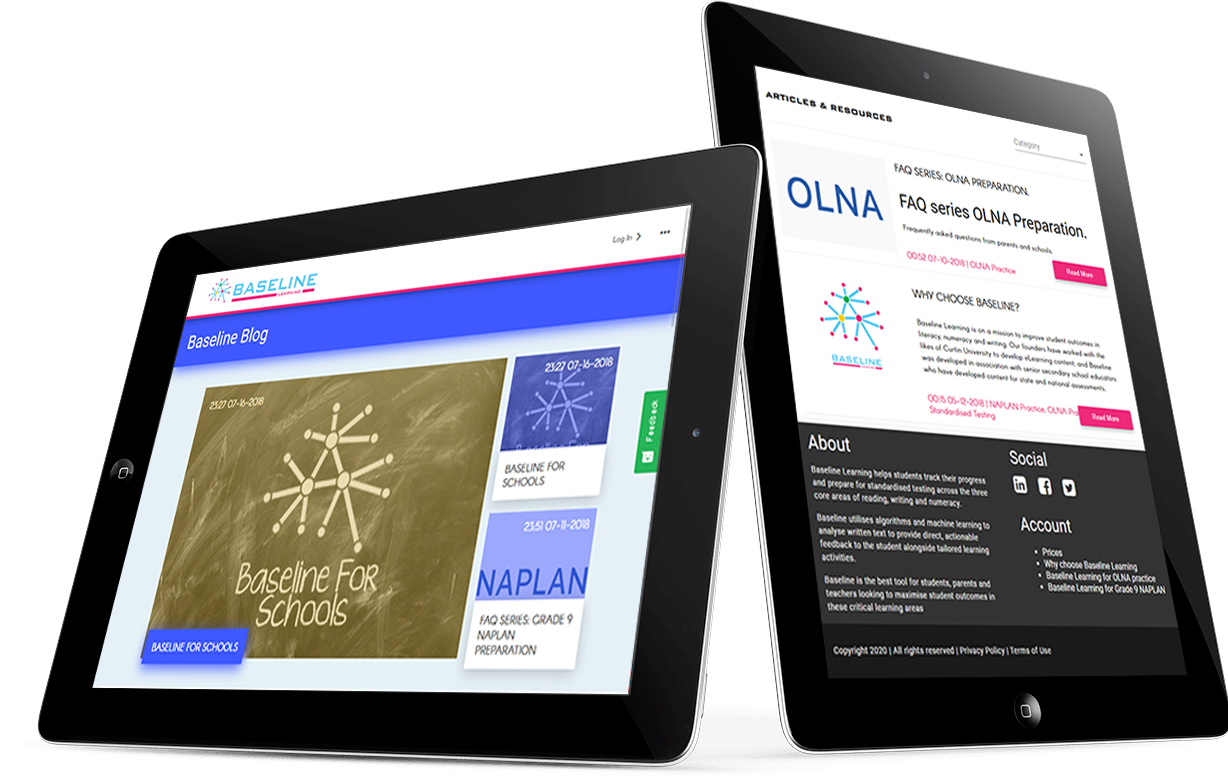 Log In
BASELINE
LEARNING
Baseline Blog
23:27 07-16-2018
Baseline For
Schools
BASELINE FOR SCHOOLS
23:27 07-16-2018
BASELINE FOR
SCHOOLS
23:51 07-11-2018
NAPLAN
FAQ SERIES: GRADE 9
NAPLAN
PREPARATION
Feedback
ARTICLES & RESOURCES
Category
OLNA
FAQ SERIES: OLNA PREPARATION.
FAQ series OLNA Preparation.
Frequently asked questions from parents and schools.
00:52 07-10-2018 | OLNA Practice
Read More
BASELINE
WHY CHOOSE BASELINE?
Baseline Learning is on a mission to improve student outcomes in
literacy, numeracy and writing. Our founders have worked with the
likes of Curtin University to develop eLearning content, and Baseline
was developed in association with senior secondary school educators
who have developed content for state and national assessments.
00:15 05-12-2018 | NAPLAN Practice, OLNA Pra
Standardised Testing
Read More
About
Baseline Learning helps students track their progress
and prepare for standardised testing across the three
core areas of reading, writing and numeracy.
Baseline utilises algorithms and machine learning to
analyse written text to provide direct, actionable
feedback to the student alongside tailored learning
activities.
Baseline is the best tool for students, parents and
teachers looking to maximise student outcomes in
these critical learning areas
Social
Account
Prices
Why choose Baseline Learning
Baseline Learning for OLNA practice
Baseline Learning for Grade 9 NAPLAN
Copyright 2020 | All rights reserved | Privacy Policy | Terms of Use